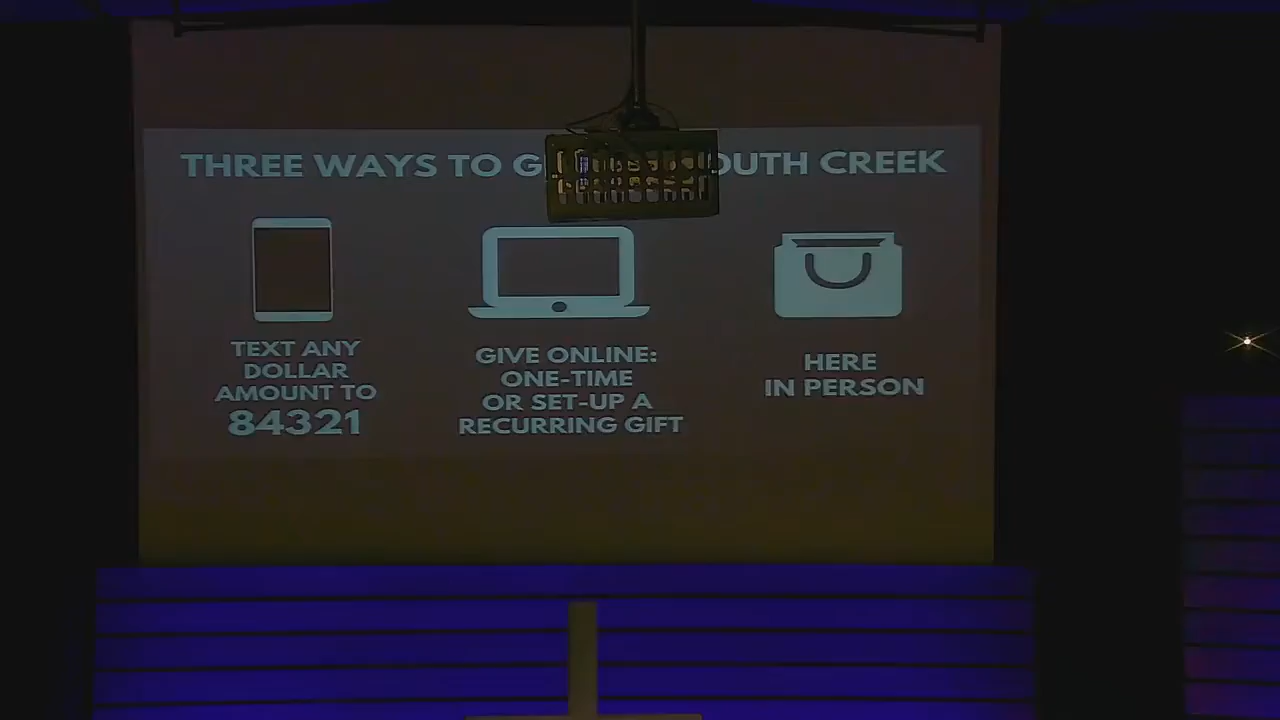 THREE WAYS TO G OUTH CREEK
TEXT ANY
DOLLAR
AMOUNT TO
84321
GIVE ONLINE:
ONE-TIME
OR SET-UP A
RECURRING GIFT
HERE
IN PERSON